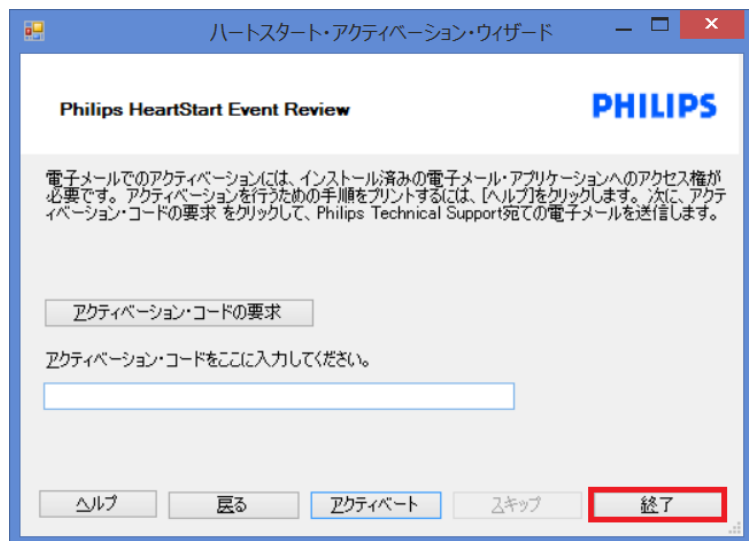 ハートスタート・アクティベーション・ウィザード
Philips HeartStart Event Review
PHILIPS
電子メールでのアクティベーションには、インストール済みの電子メール・アプリケーションへのアクセス権が
必要です。 アクティベーションを行うための手順をプリントするには、[ヘルプ]をクリックします。 次に、アクテ
ィベーション・コードの要求 をクリックして、Philips Technical Support宛ての電子メールを送信します。
アクティベーション・コードの要求
アクティベーション・コードをここに入力してください。
ヘルプ 戻る アクティベート スキップ 終了